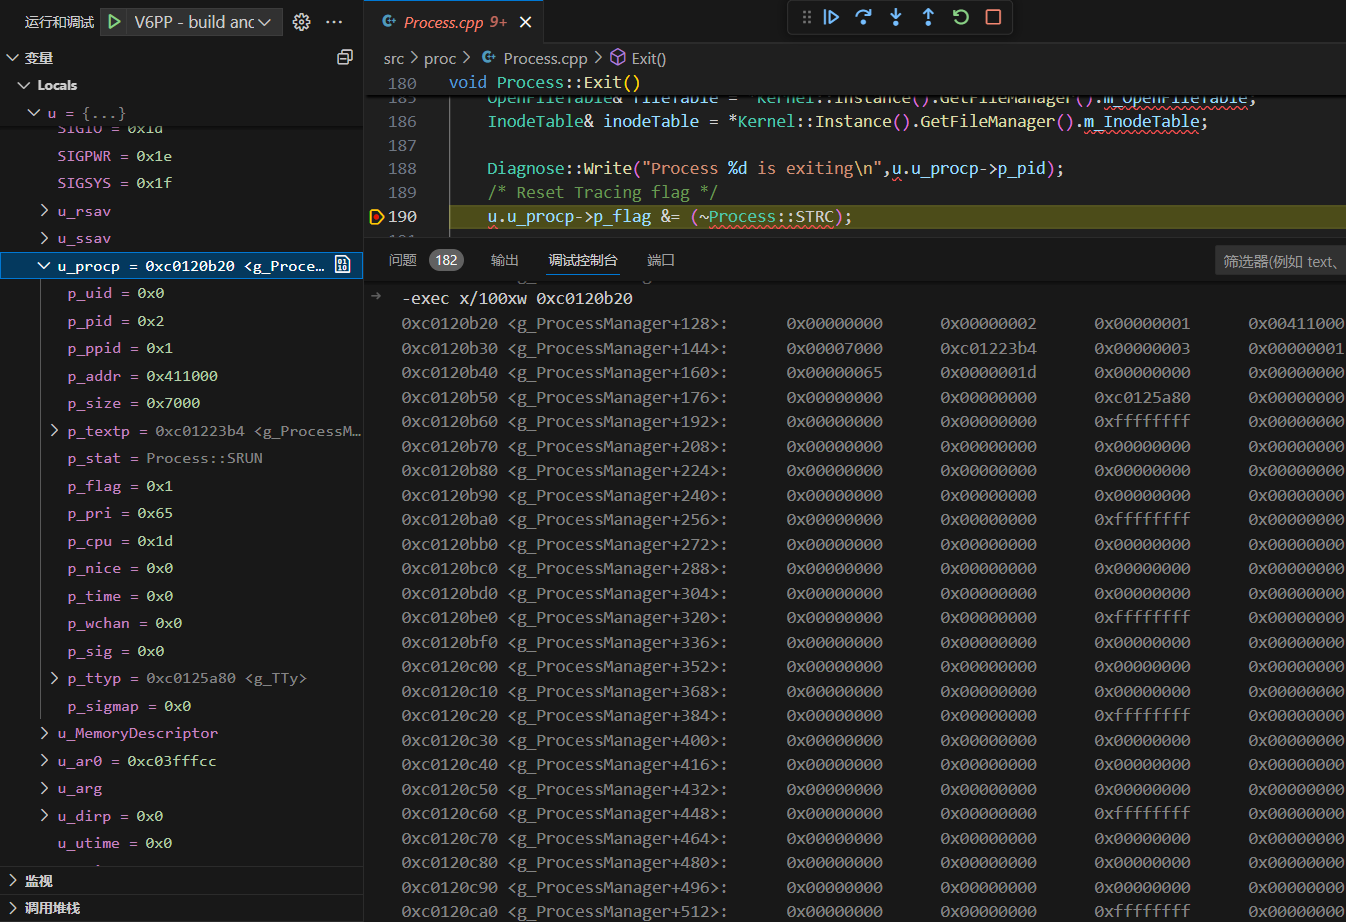 运行和调试 V6PP - build and
变量
Locals
u = {...}
SIGIO = 0x1d
SIGPWR = 0x1e
SIGSYS = 0x1f
u_rsav
u_ssav
u_procp = 0xc0120b20 <g_Proce...
p_uid = 0x0
p_pid = 0x2
p_ppid = 0x1
p_addr = 0x411000
p_size = 0x7000
p_textp = 0xc01223b4 <g_ProcessM...
p_stat = Process::SRUN
p_flag = 0x1
p_pri = 0x65
p_cpu = 0x1d
p_nice = 0x0
p_time = 0x0
p_wchan = 0x0
p_sig = 0x0
p_ttyp = 0xc0125a80 <g_TTy>
p_sigmap = 0x0
u_MemoryDescriptor
u_ar0 = 0xc03fffcc
u_arg
u_dirp = 0x0
u_utime = 0x0
监视
调用堆栈
Process.cpp 9+
src > proc > Process.cpp > Exit()
180 void Process::Exit()
185 OpenFileTable& fileTable = *Kernel::Instance().GetFileManager().m_OpenFileTable;
186 InodeTable& inodeTable = *Kernel::Instance().GetFileManager().m_InodeTable;
187
188 Diagnose::Write("Process %d is exiting\n",u.u_procp->p_pid);
189 /* Reset Tracing flag */
190 u.u_procp->p_flag &= (~Process::STRC);
问题 182 输出 调试控制台 端口 筛选器(例如 text、
-exec x/100xw 0xc0120b20
0xc0120b20 <g_ProcessManager+128>: 0x00000000 0x00000002 0x00000001 0x00411000
0xc0120b30 <g_ProcessManager+144>: 0x00007000 0xc01223b4 0x00000003 0x00000001
0xc0120b40 <g_ProcessManager+160>: 0x00000065 0x0000001d 0x00000000 0x00000000
0xc0120b50 <g_ProcessManager+176>: 0x00000000 0x00000000 0xc0125a80 0x00000000
0xc0120b60 <g_ProcessManager+192>: 0x00000000 0x00000000 0xffffffff 0x00000000
0xc0120b70 <g_ProcessManager+208>: 0x00000000 0x00000000 0x00000000 0x00000000
0xc0120b80 <g_ProcessManager+224>: 0x00000000 0x00000000 0x00000000 0x00000000
0xc0120b90 <g_ProcessManager+240>: 0x00000000 0x00000000 0x00000000 0x00000000
0xc0120ba0 <g_ProcessManager+256>: 0x00000000 0x00000000 0xffffffff 0x00000000
0xc0120bb0 <g_ProcessManager+272>: 0x00000000 0x00000000 0x00000000 0x00000000
0xc0120bc0 <g_ProcessManager+288>: 0x00000000 0x00000000 0x00000000 0x00000000
0xc0120bd0 <g_ProcessManager+304>: 0x00000000 0x00000000 0x00000000 0x00000000
0xc0120be0 <g_ProcessManager+320>: 0x00000000 0x00000000 0xffffffff 0x00000000
0xc0120bf0 <g_ProcessManager+336>: 0x00000000 0x00000000 0x00000000 0x00000000
0xc0120c00 <g_ProcessManager+352>: 0x00000000 0x00000000 0x00000000 0x00000000
0xc0120c10 <g_ProcessManager+368>: 0x00000000 0x00000000 0x00000000 0x00000000
0xc0120c20 <g_ProcessManager+384>: 0x00000000 0x00000000 0xffffffff 0x00000000
0xc0120c30 <g_ProcessManager+400>: 0x00000000 0x00000000 0x00000000 0x00000000
0xc0120c40 <g_ProcessManager+416>: 0x00000000 0x00000000 0x00000000 0x00000000
0xc0120c50 <g_ProcessManager+432>: 0x00000000 0x00000000 0x00000000 0x00000000
0xc0120c60 <g_ProcessManager+448>: 0x00000000 0x00000000 0xffffffff 0x00000000
0xc0120c70 <g_ProcessManager+464>: 0x00000000 0x00000000 0x00000000 0x00000000
0xc0120c80 <g_ProcessManager+480>: 0x00000000 0x00000000 0x00000000 0x00000000
0xc0120c90 <g_ProcessManager+496>: 0x00000000 0x00000000 0x00000000 0x00000000
0xc0120ca0 <g_ProcessManager+512>: 0x00000000 0x00000000 0xffffffff 0x00000000